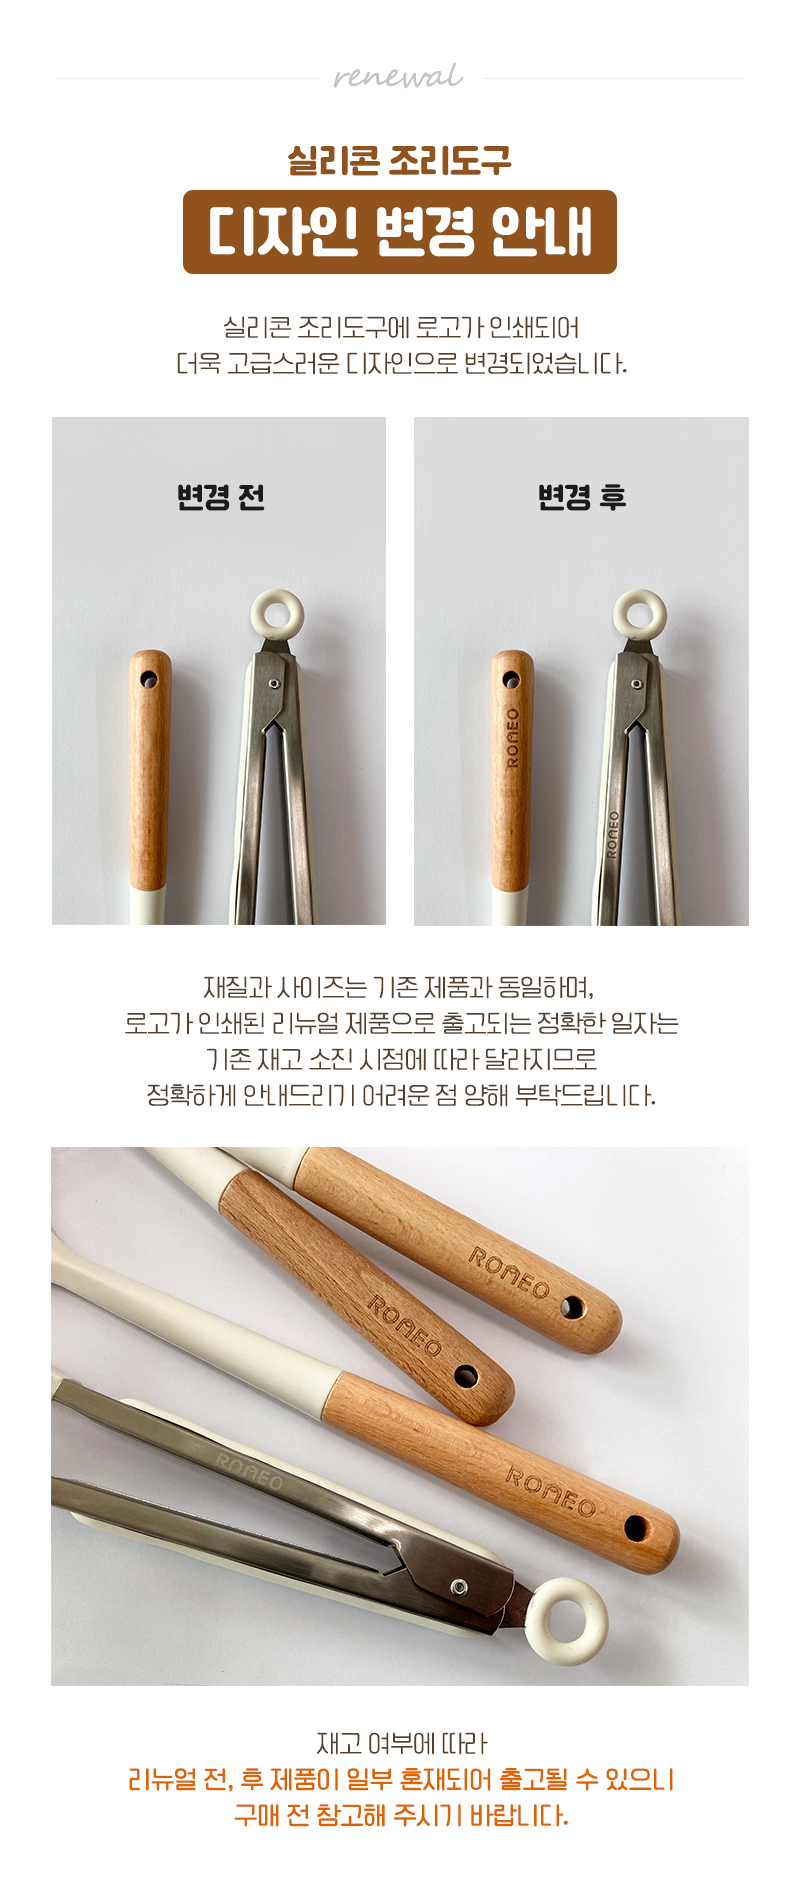 renewal
실리콘 조리도구
디자인 변경 안내
실리콘 조리도구에 로고가 인쇄되어
더욱 고급스러운 디자인으로 변경되었습니다.
변경 전
변경 후
ROMEO
ROMEO
재질과 사이즈는 기존 제품과 동일하며,
로고가 인쇄된 리뉴얼 제품으로 출고되는 정확한 일자는
기존 재고 소진 시점에 따라 달라지므로
정확하게 안내드리기 어려운 점 양해 부탁드립니다.
ROMEO
ROMEO
ROMEO
ROMEO
재고 여부에 따라
리뉴얼 전, 후 제품이 일부 혼재되어 출고될 수 있으니
구매 전 참고해 주시기 바랍니다.